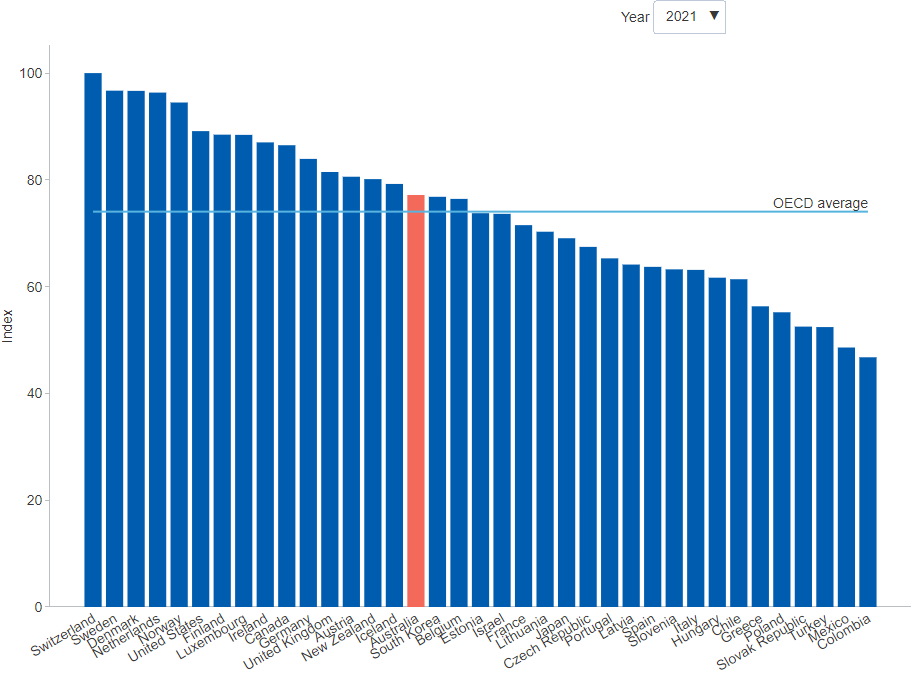 Year 2021 ▼
100
80
60
40
20
0
Index
OECD average
Switzerland
Sweden
Denmark
Netherlands
Norway
United States
Finland
Luxembourg
Ireland
Canada
Germany
United Kingdom
Austria
New Zealand
Iceland
Australia
South Korea
Belgium
Estonia
Israel
France
Lithuania
Japan
Czech Republic
Portugal
Latvia
Spain
Slovenia
Italy
Hungary
Chile
Greece
Poland
Slovak Republic
Turkey
Mexico
Colombia